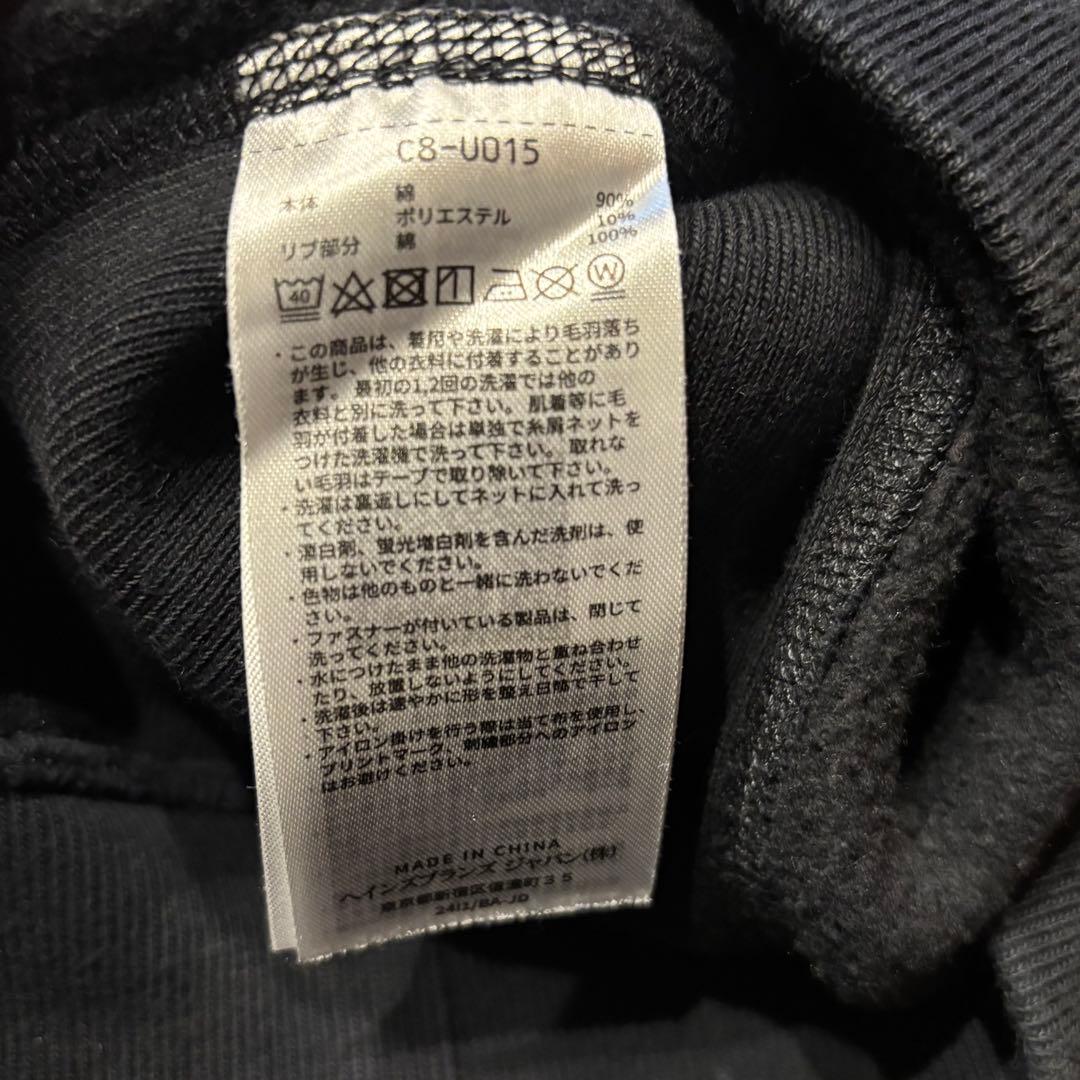 C8-U015
本体 綿 90%
ポリエステル 10%
リブ部分 綿 100%
40 W
・この商品は、着用や洗濯により毛羽落ち
が生じ、他の衣料に付着することがあり
ます。最初の1,2回の洗濯では他の
衣料と別に洗って下さい。肌着等に毛
羽が付着した場合は単独で糸屑ネットを
つけた洗濯機で洗って下さい。取れな
い毛羽はテープで取り除いて下さい。
・洗濯は裏返しにしてネットに入れて洗っ
てください。
・漂白剤、蛍光増白剤を含んだ洗剤は、使
用しないでください。
・色物は他のものと一緒に洗わないでくだ
さい。
・ファスナーが付いている製品は、閉じて
洗ってください。
・水につけたまま他の洗濯物と重ね合わせ
たり、放置しないようにしてください。
・洗濯後は速やかに形を整え日陰で干して
下さい。
・アイロン掛けを行う際は当て布を使用し、
プリントマーク、刺繍部分へのアイロン
はお避けください。
MADE IN CHINA
ヘインズブランズ ジャパン(株)
東京都新宿区信濃町35